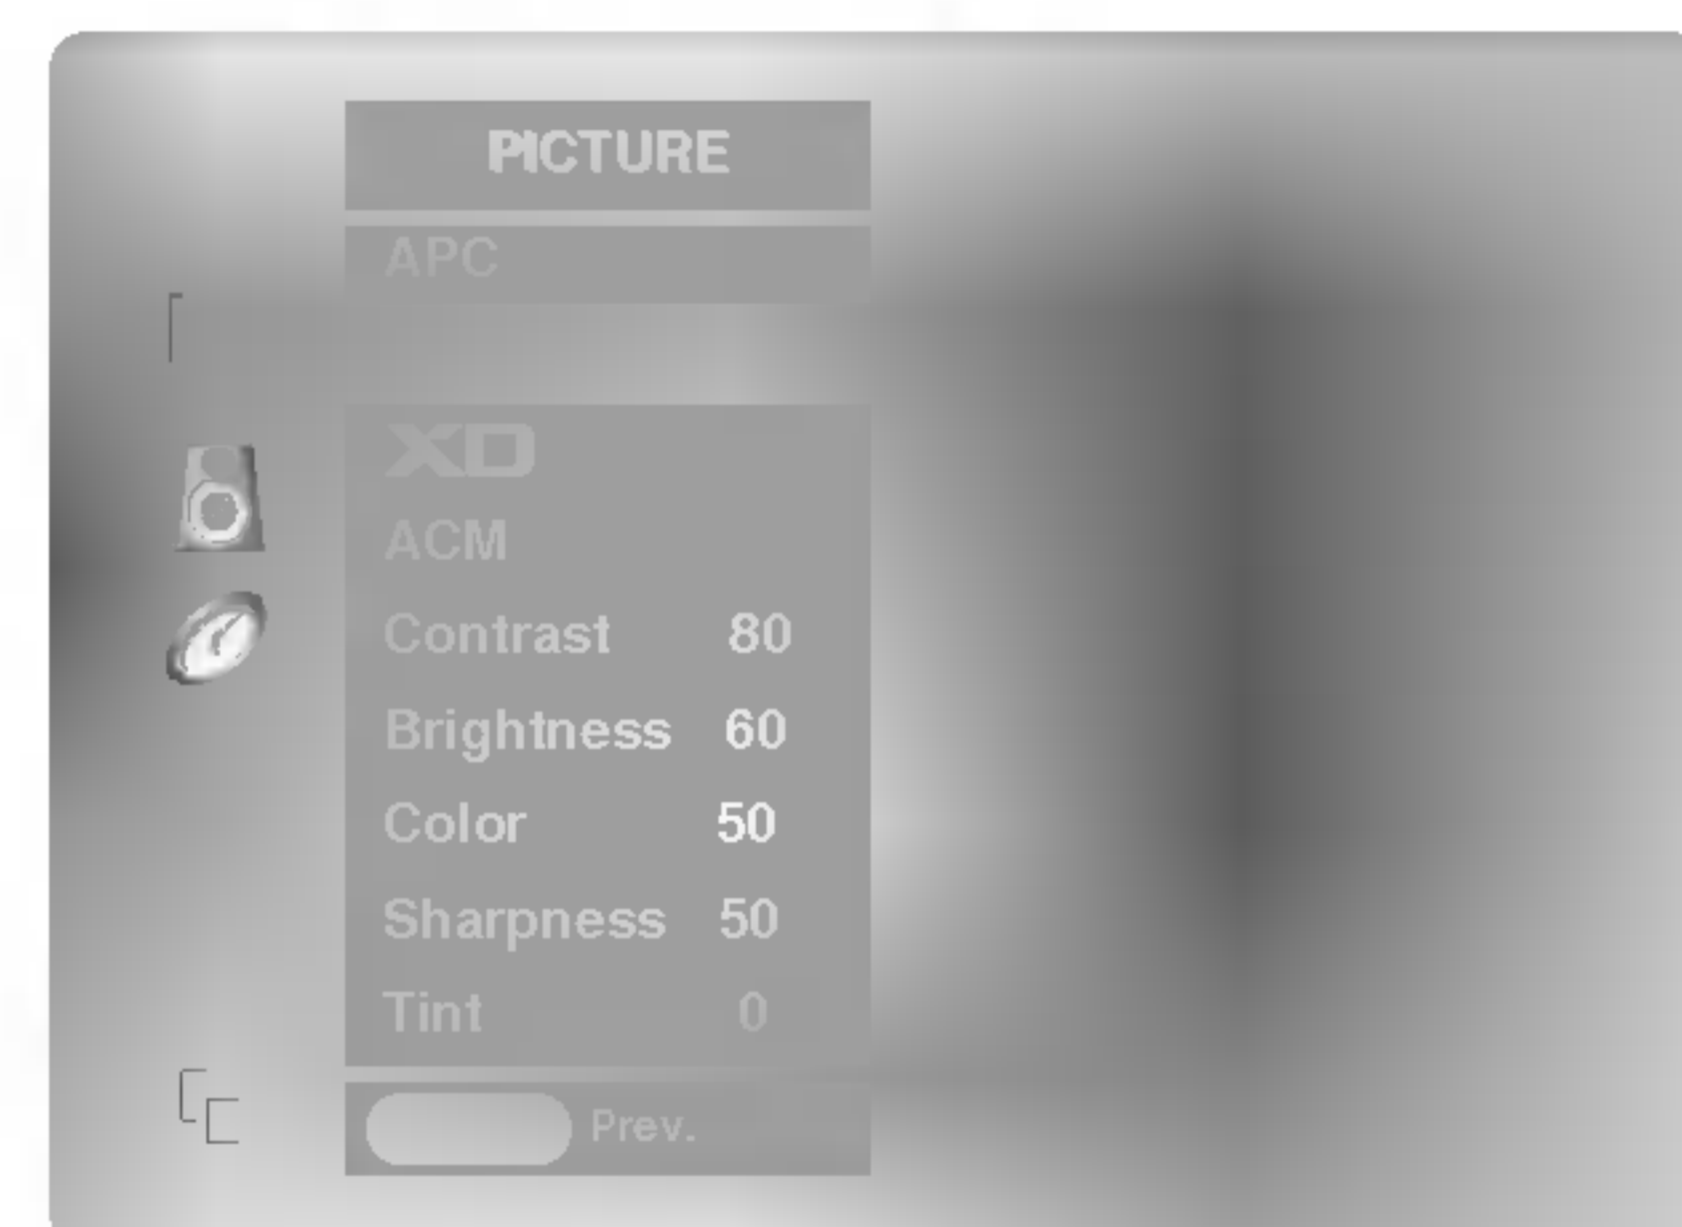 PICTURE
APC
XD
ACM
Contrast 80
Brightness 60
Color 50
Sharpness 50
Tint 0
Prev.